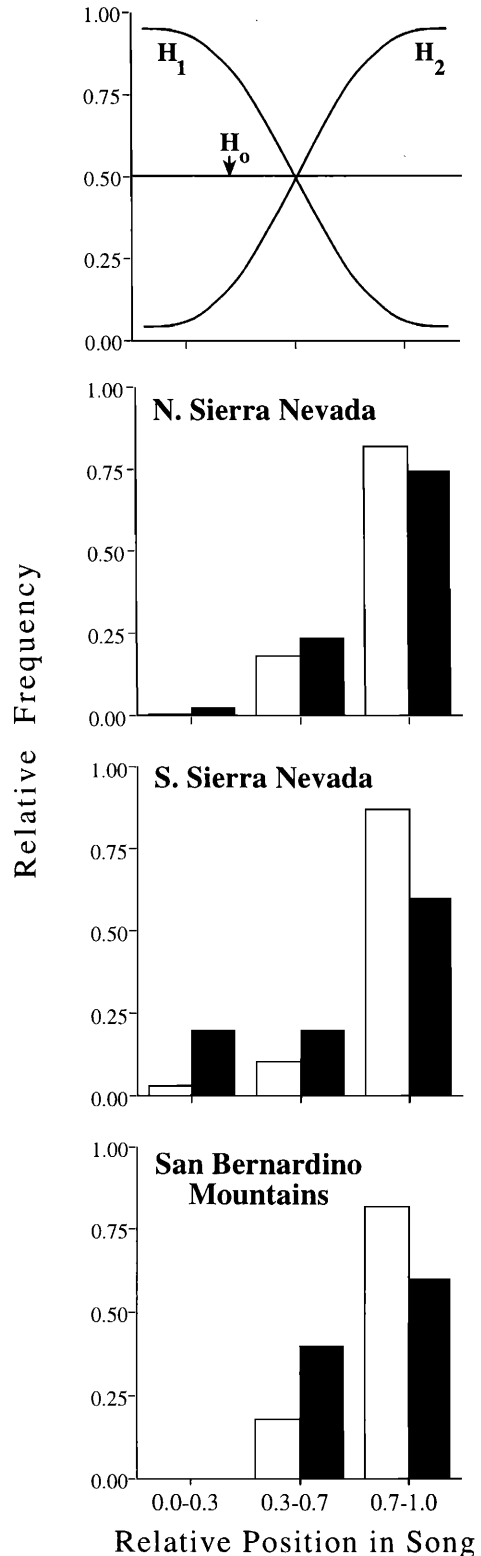 1.00
H1
H2
0.75
Ho
0.50
0.25
0.00
1.00
N. Sierra Nevada
0.75
0.50
0.25
0.00
Relative Frequency
1.00
S. Sierra Nevada
0.75
0.50
0.25
0.00
1.00
San Bernardino
Mountains
0.75
0.50
0.25
0.00
0.0-0.3 0.3-0.7 0.7-1.0
Relative Position in Song